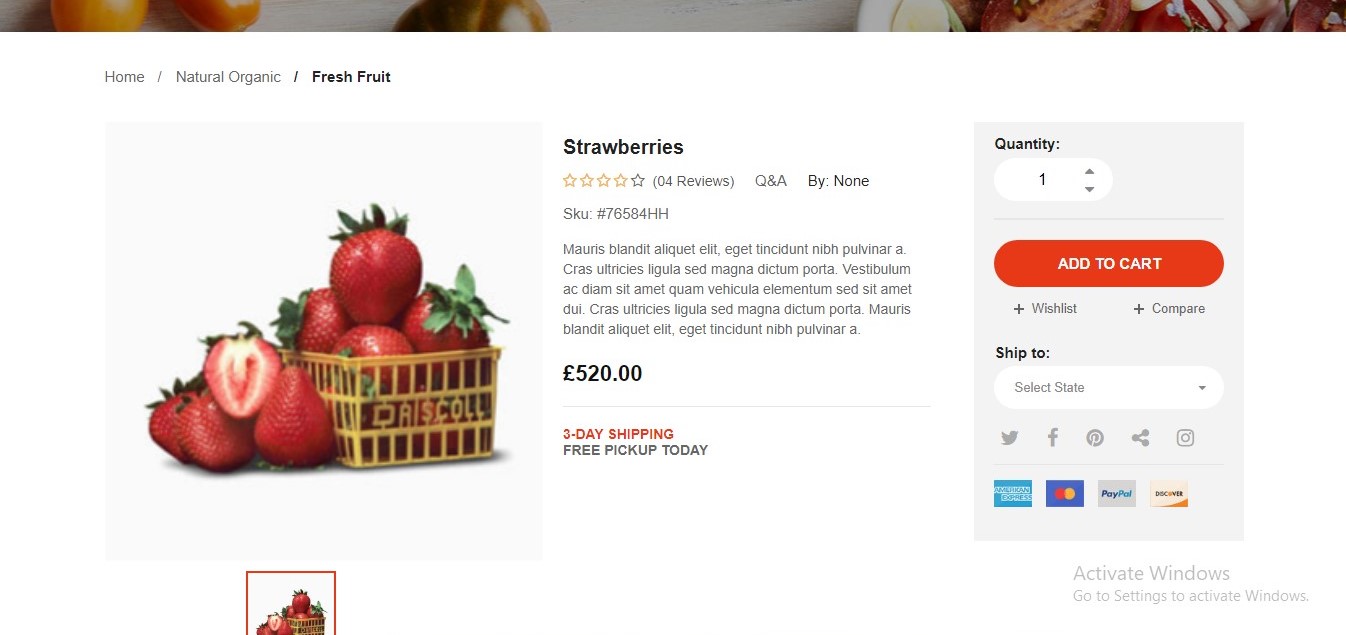 Home / Natural Organic / Fresh Fruit
Strawberries
(04 Reviews) Q&A By: None
Sku: #76584HH
Mauris blandit aliquet elit, eget tincidunt nibh pulvinar a.
Cras ultricies ligula sed magna dictum porta. Vestibulum
ac diam sit amet quam vehicula elementum sed sit amet
dui. Cras ultricies ligula sed magna dictum porta. Mauris
blandit aliquet elit, eget tincidunt nibh pulvinar a.
£520.00
3-DAY SHIPPING
FREE PICKUP TODAY
DRISCOLL
Quantity:
1
ADD TO CART
+ Wishlist + Compare
Ship to:
Select State
AMERICAN
EXPRESS
PayPal
DISCOVER
Activate Windows
Go to Settings to activate Windows.